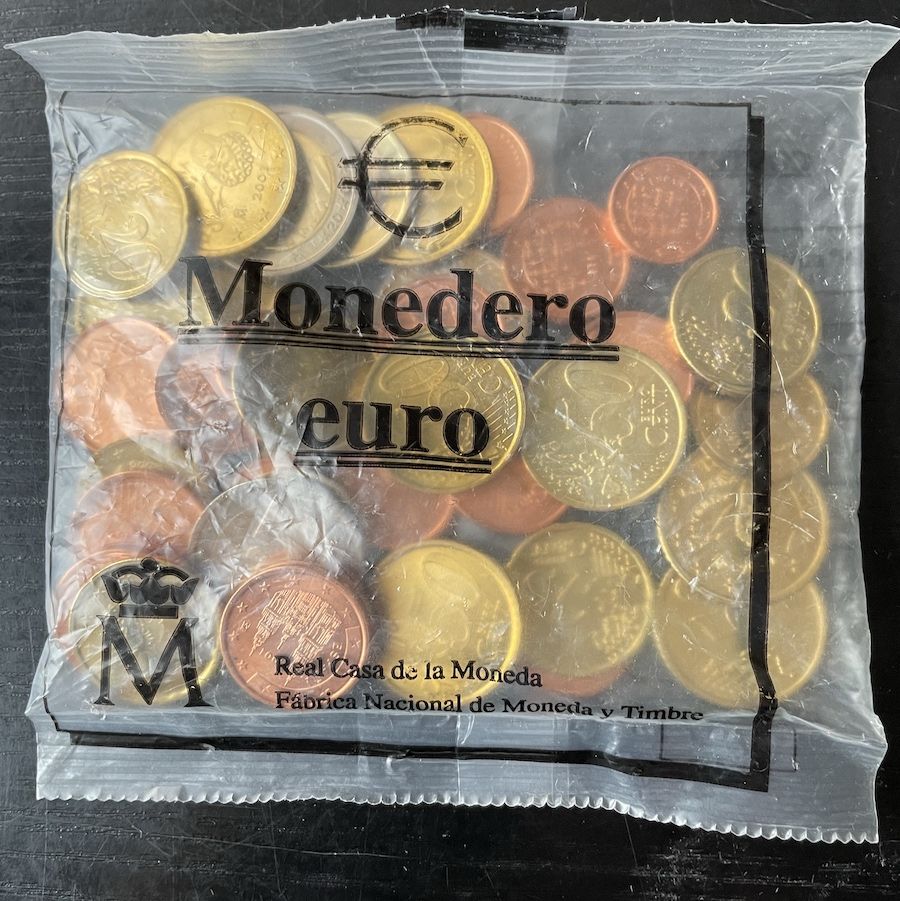 €
Monedero
euro
M
Real Casa de la Moneda
Fábrica Nacional de Moneda y Timbre